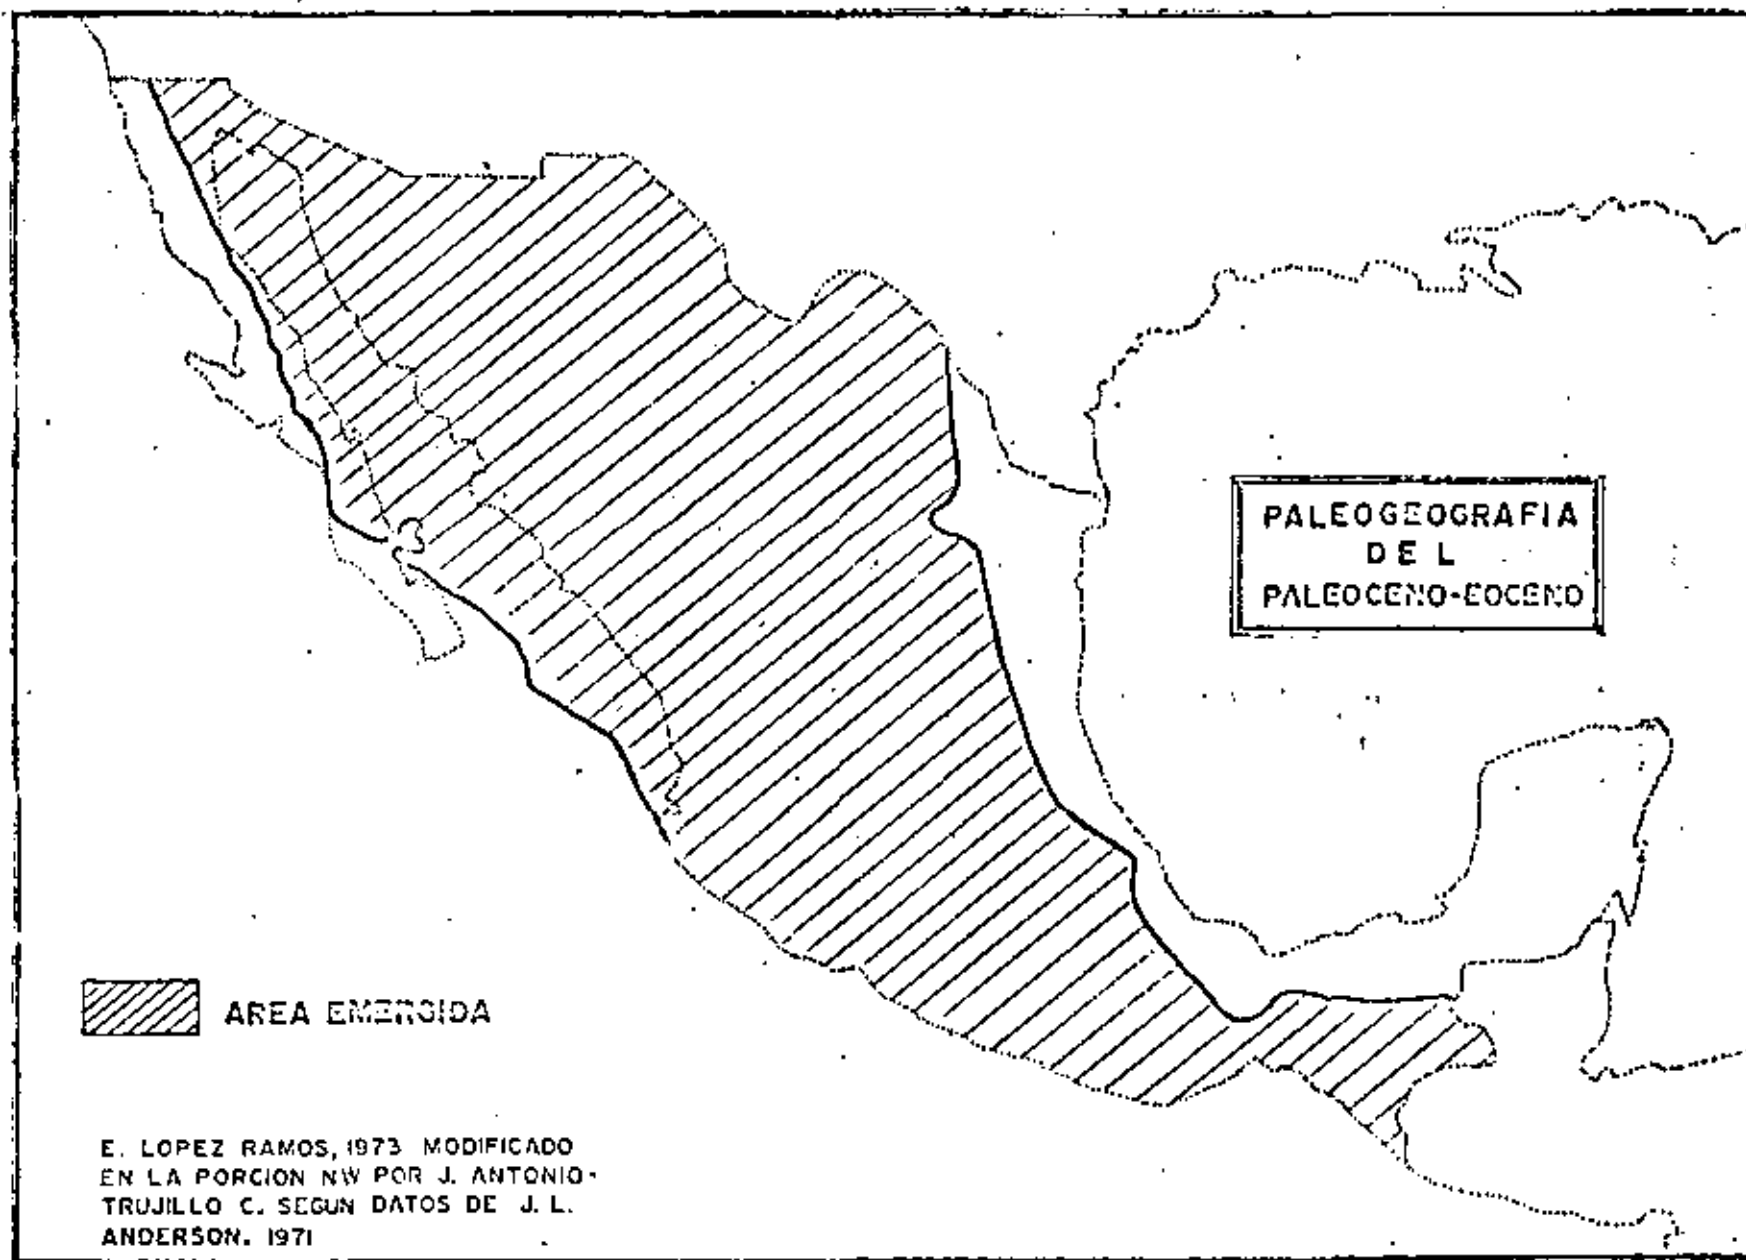 PALEOGEOGRAFIA
DEL
PALEOCENO-EOCENO
AREA EMERGIDA
E. LOPEZ RAMOS, 1973 MODIFICADO
EN LA PORCION NW POR J. ANTONIO-
TRUJILLO C. SEGUN DATOS DE J. L.
ANDERSON. 1971